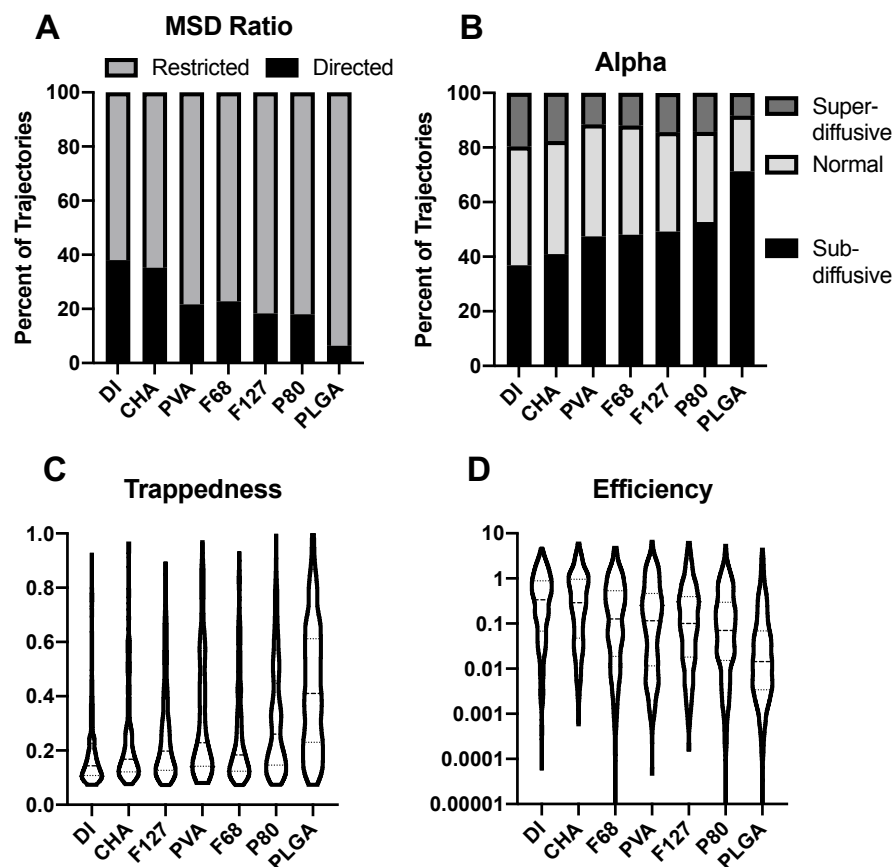 A
MSD Ratio
Restricted
Directed
Percent of Trajectories
100
80
60
40
20
0
DI
CHA
PVA
F68
F127
P80
PLGA
B
Alpha
Percent of Trajectories
100
80
60
40
20
0
DI
CHA
PVA
F68
F127
P80
PLGA
Super-
diffusive
Normal
Sub-
diffusive
C
Trappedness
1.0
0.8
0.6
0.4
0.2
0.0
DI
CHA
F127
PVA
F68
P80
PLGA
D
Efficiency
10
1
0.1
0.01
0.001
0.0001
0.00001
DI
CHA
F68
PVA
F127
P80
PLGA